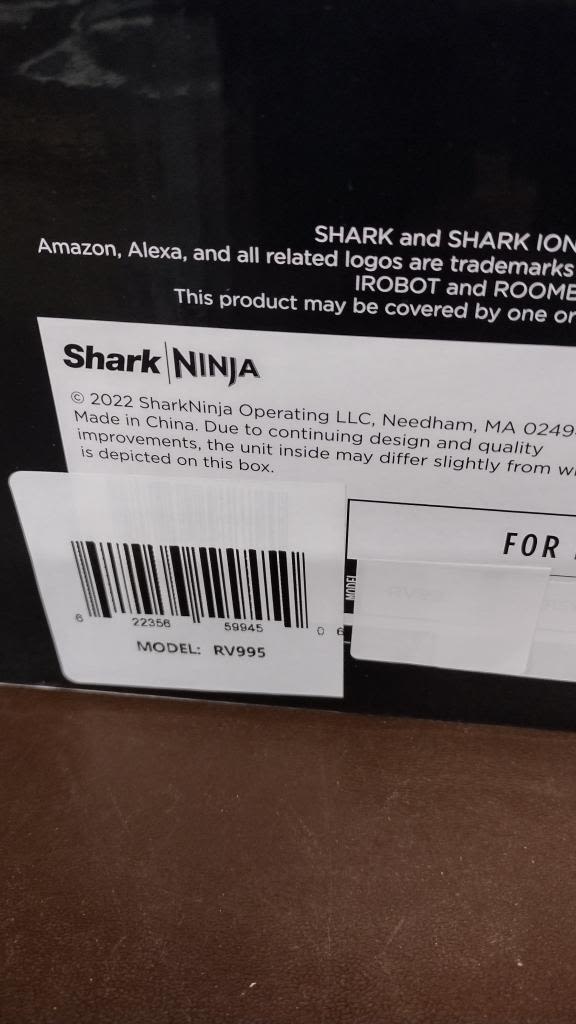 SHARK and SHARK ION
Amazon, Alexa, and all related logos are trademarks
IROBOT and ROOMB
This product may be covered by one or
Shark NINJA
© 2022 SharkNinja Operating LLC, Needham, MA 0249
Made in China. Due to continuing design and quality
improvements, the unit inside may differ slightly from w
is depicted on this box.
FOR
MODEL
6 22356 59945 0 6
MODEL: RV995